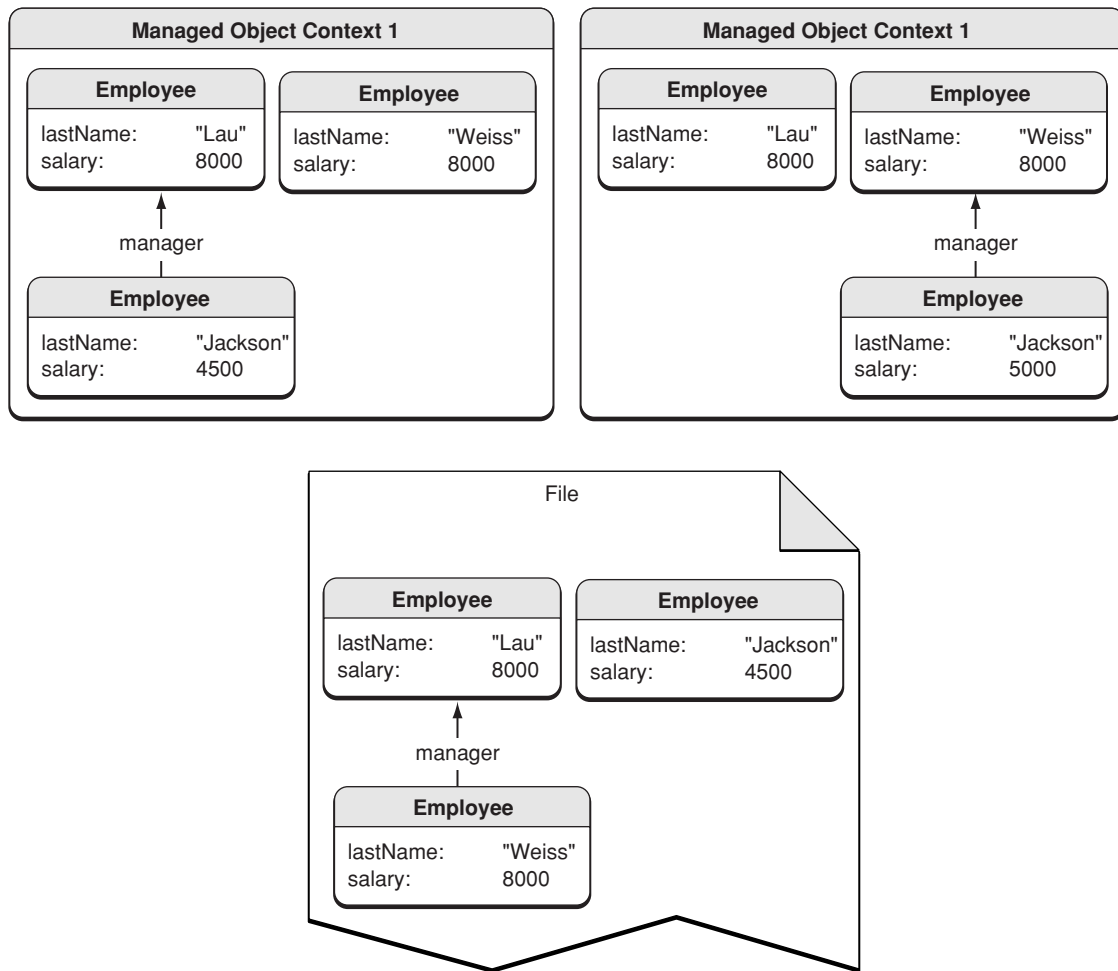 Managed Object Context 1
Employee
lastName: "Lau"
salary: 8000
Employee
lastName: "Weiss"
salary: 8000
manager
Employee
lastName: "Jackson"
salary: 4500
Managed Object Context 1
Employee
lastName: "Lau"
salary: 8000
Employee
lastName: "Weiss"
salary: 8000
manager
Employee
lastName: "Jackson"
salary: 5000
File
Employee
lastName: "Lau"
salary: 8000
Employee
lastName: "Jackson"
salary: 4500
manager
Employee
lastName: "Weiss"
salary: 8000